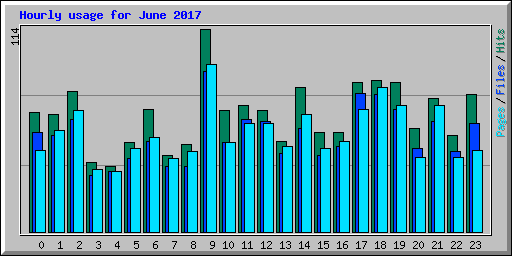 Hourly usage for June 2017
114
Pages/Files/Hits
0 1 2 3 4 5 6 7 8 9 10 11 12 13 14 15 16 17 18 19 20 21 22 23